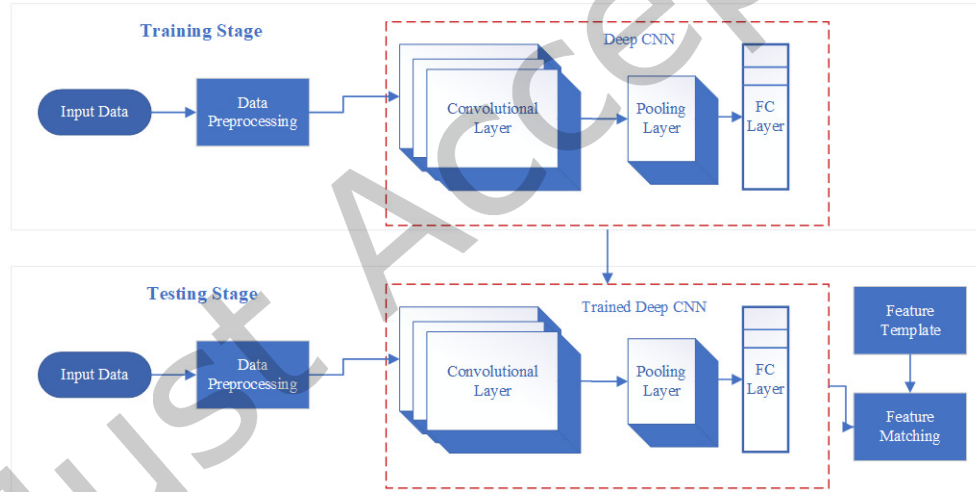 Training Stage
Deep CNN
Input Data
Data
Preprocessing
Convolutional
Layer
Pooling
Layer
FC
Layer
Testing Stage
Trained Deep CNN
Input Data
Data
Preprocessing
Convolutional
Layer
Pooling
Layer
FC
Layer
Feature
Template
Feature
Matching
Just Accep